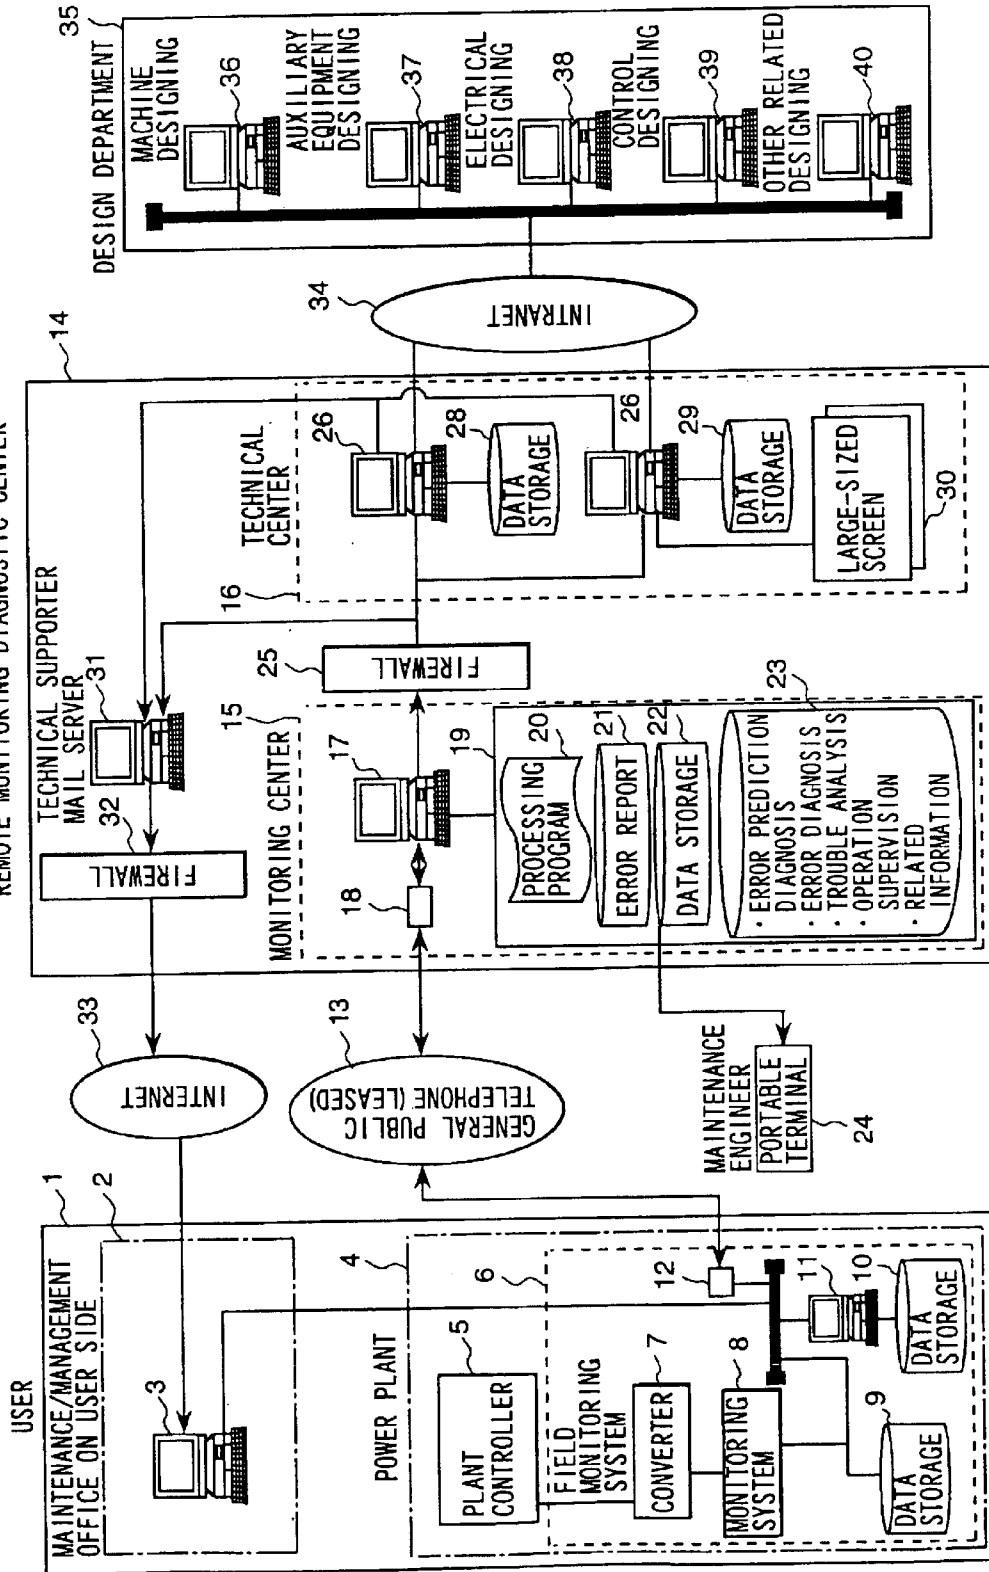 REMOTE MONITORING DIAGNOSTIC CENTER
USER
1
MAINTENANCE/MANAGEMENT
OFFICE ON USER SIDE
2
3
POWER PLANT
4
5
PLANT
CONTROLLER
6
FIELD
MONITORING
SYSTEM
7
CONVERTER
8
MONITORING
SYSTEM
9
DATA
STORAGE
10
DATA
STORAGE
11
12
33
INTERNET
13
GENERAL PUBLIC
TELEPHONE (LEASED)
MAINTENANCE
ENGINEER
PORTABLE
TERMINAL
24
14
TECHNICAL SUPPORTER
MAIL SERVER
31
32
FIREWALL
15
MONITORING CENTER
17
18
19
20
PROCESSING
PROGRAM
21
ERROR REPORT
22
DATA STORAGE
23
· ERROR PREDICTION
DIAGNOSIS
· ERROR DIAGNOSIS
· TROUBLE ANALYSIS
· OPERATION
SUPERVISION
· RELATED
INFORMATION
25
FIREWALL
16
TECHNICAL
CENTER
26
28
DATA
STORAGE
26
29
DATA
STORAGE
LARGE-SIZED
SCREEN
30
34
INTRANET
35
DESIGN DEPARTMENT
MACHINE
DESIGNING
36
AUXILIARY
EQUIPMENT
DESIGNING
37
ELECTRICAL
DESIGNING
38
CONTROL
DESIGNING
39
OTHER RELATED
DESIGNING
40